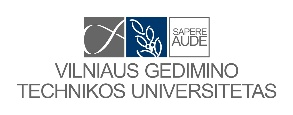 SAPERE
AUDE
VILNIAUS GEDIMINO
TECHNIKOS UNIVERSITETAS